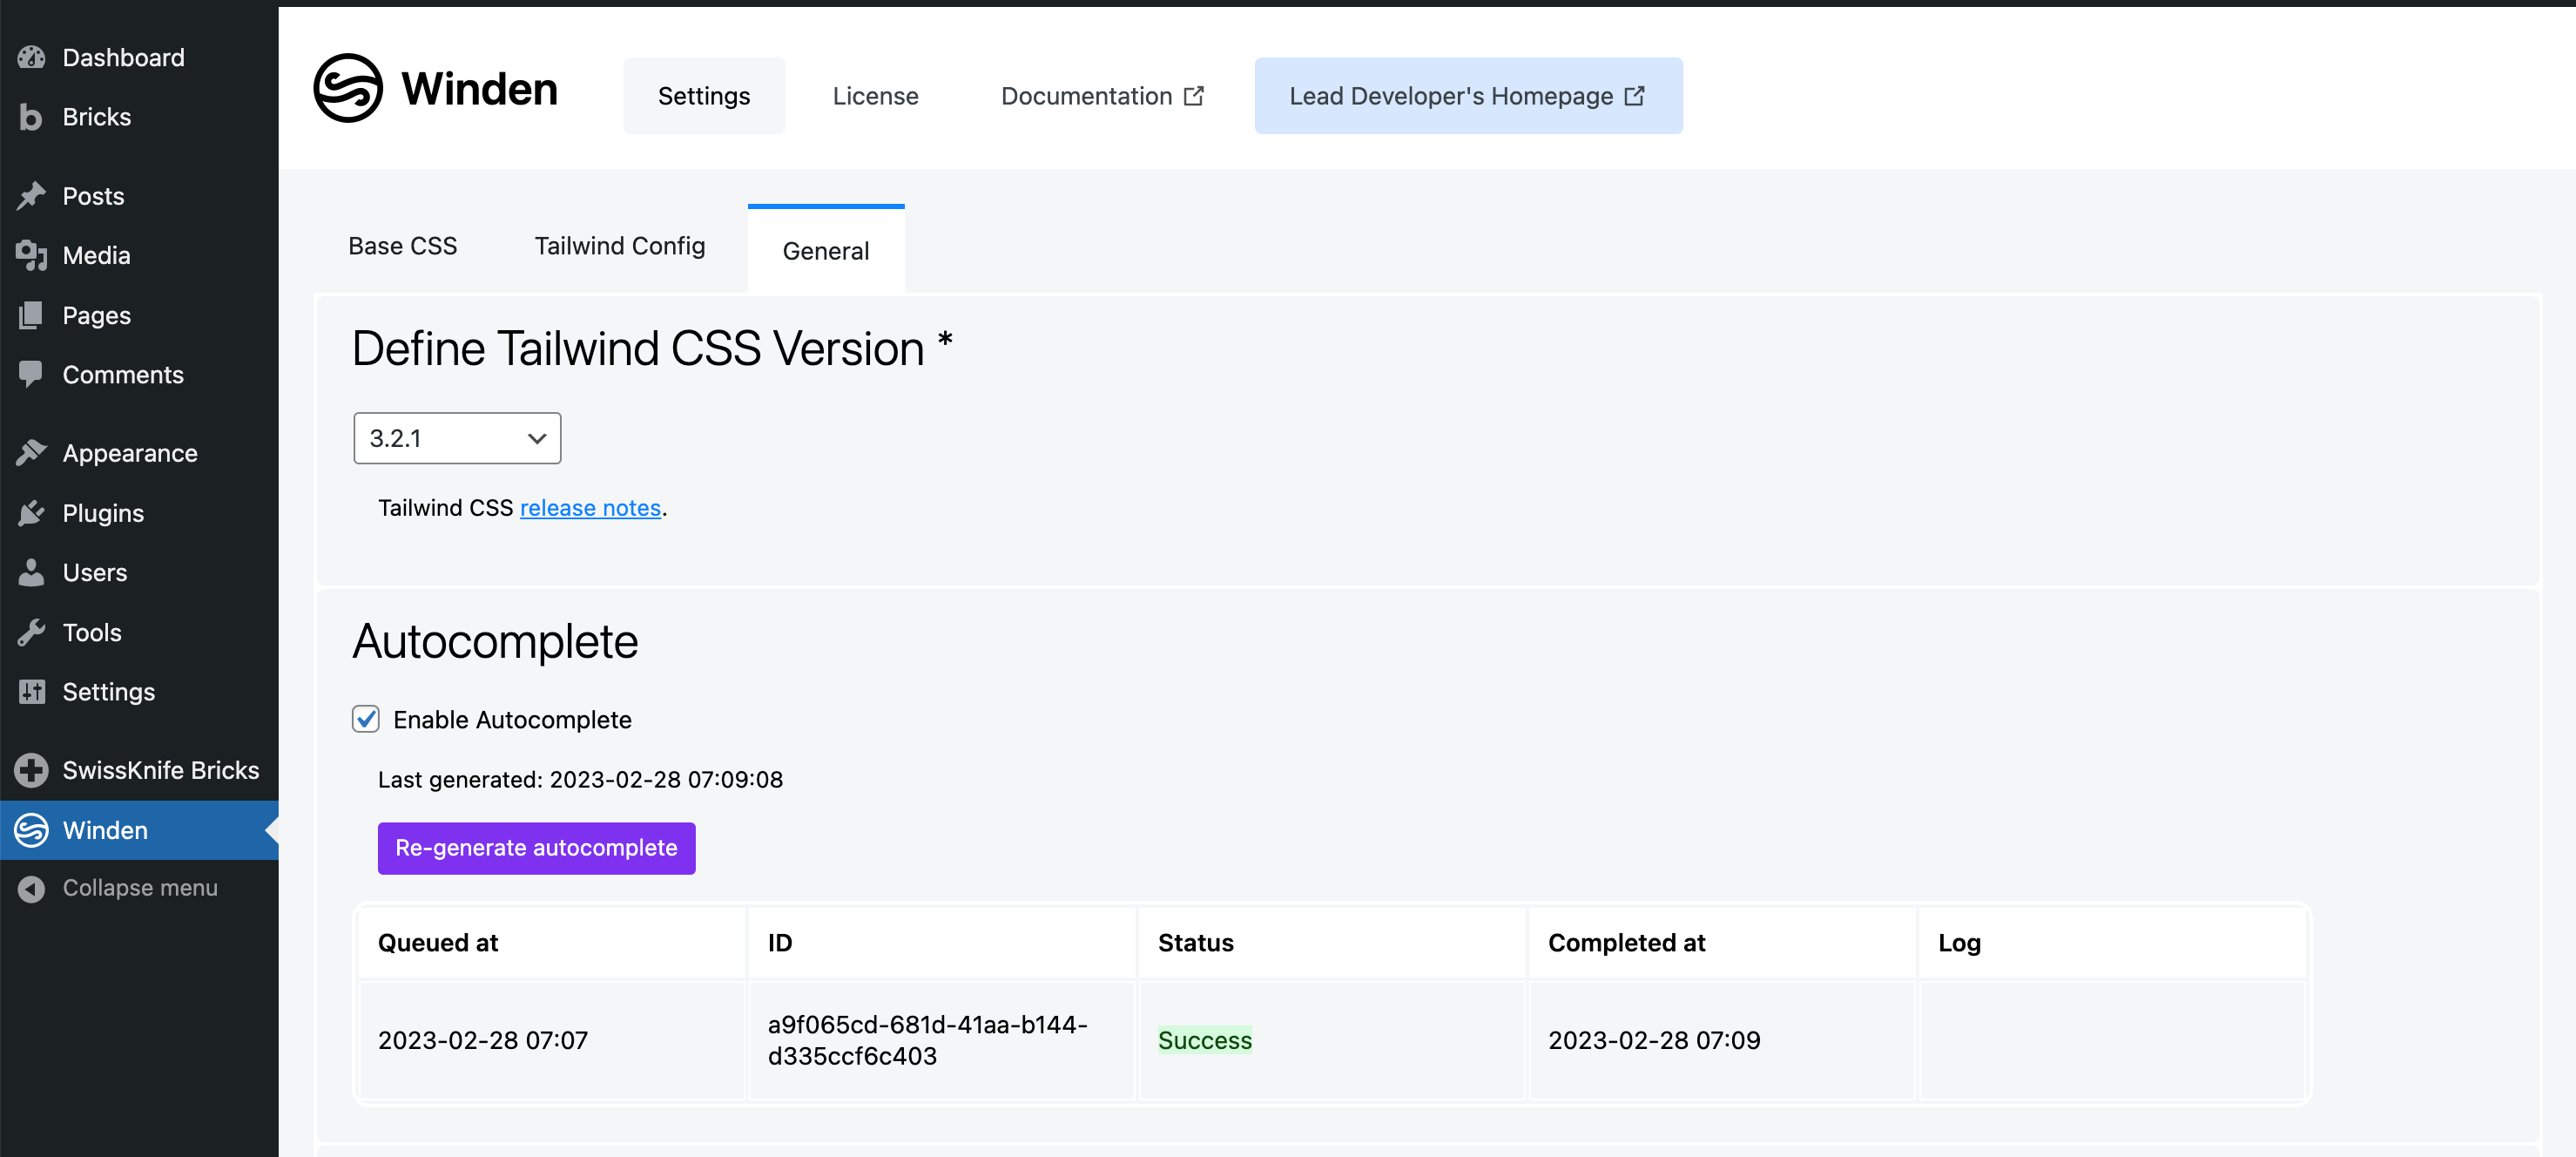 Dashboard
Bricks
Posts
Media
Pages
Comments
Appearance
Plugins
Users
Tools
Settings
SwissKnife Bricks
Winden
Collapse menu
Winden
Settings
License
Documentation
Lead Developer's Homepage
Base CSS
Tailwind Config
General
Define Tailwind CSS Version *
3.2.1
Tailwind CSS release notes.
Autocomplete
Enable Autocomplete
Last generated: 2023-02-28 07:09:08
Re-generate autocomplete
Queued at ID Status Completed at Log
2023-02-28 07:07
a9f065cd-681d-41aa-b144-
d335ccf6c403
Success
2023-02-28 07:09